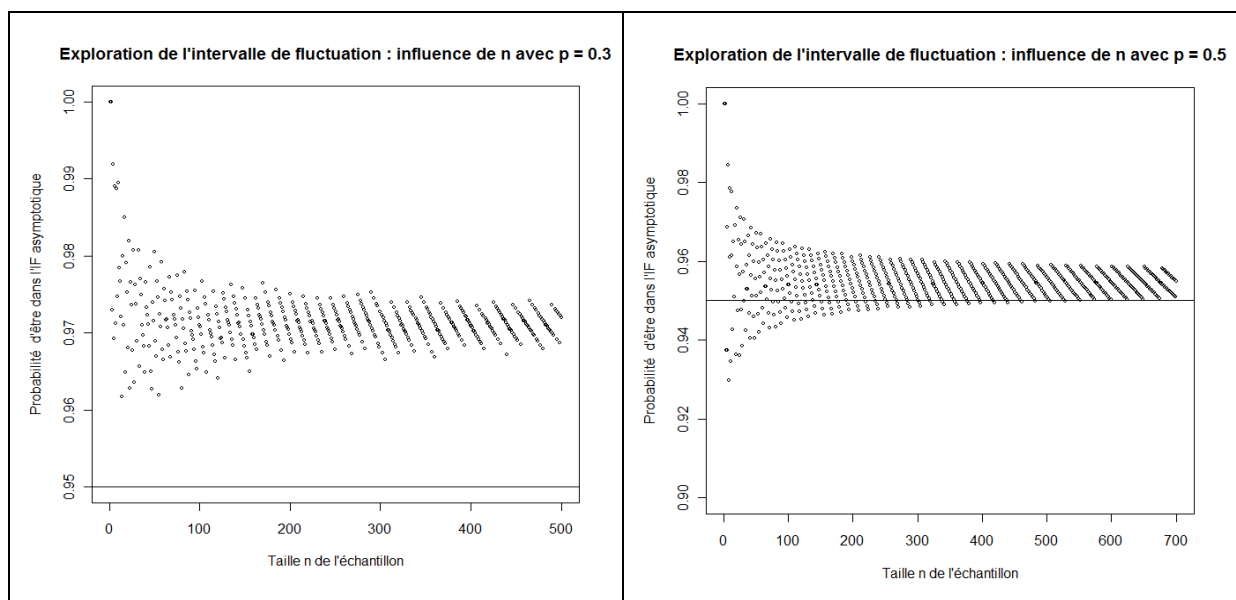 Exploration de l'intervalle de fluctuation : influence de n avec p = 0.3
Probabilité d'être dans l'IF asymptotique
1.00
0.99
0.98
0.97
0.96
0.95
0 100 200 300 400 500
Taille n de l'échantillon
Exploration de l'intervalle de fluctuation : influence de n avec p = 0.5
Probabilité d'être dans l'IF asymptotique
1.00
0.98
0.96
0.94
0.92
0.90
0 100 200 300 400 500 600 700
Taille n de l'échantillon